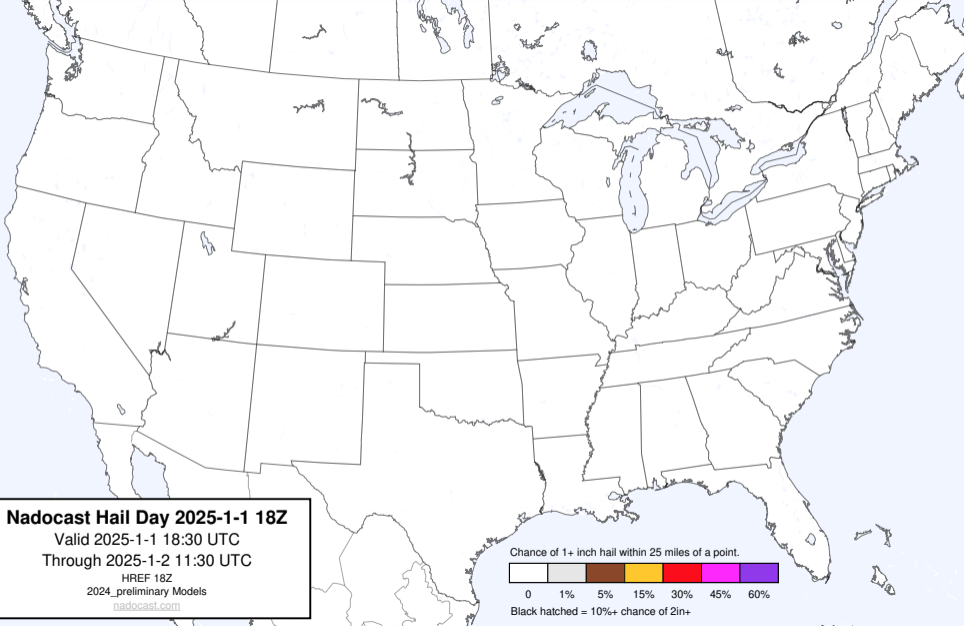 Nadocast Hail Day 2025-1-1 18Z
Valid 2025-1-1 18:30 UTC
Through 2025-1-2 11:30 UTC
HREF 18Z
2024_preliminary Models
nadocast.com
Chance of 1+ inch hail within 25 miles of a point.
0 1% 5% 15% 30% 45% 60%
Black hatched = 10%+ chance of 2in+